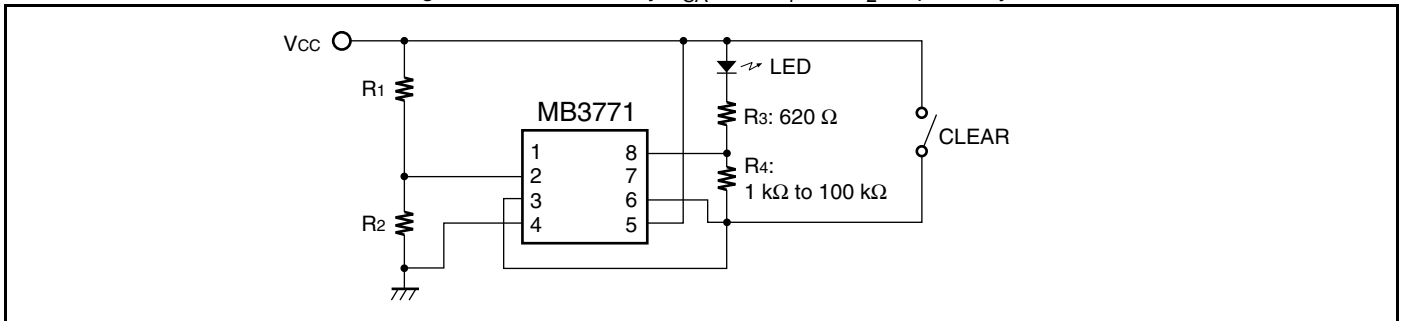 VCC
R1
R2
MB3771
1
2
3
4
8
7
6
5
LED
R3: 620 Ω
R4:
1 kΩ to 100 kΩ
CLEAR